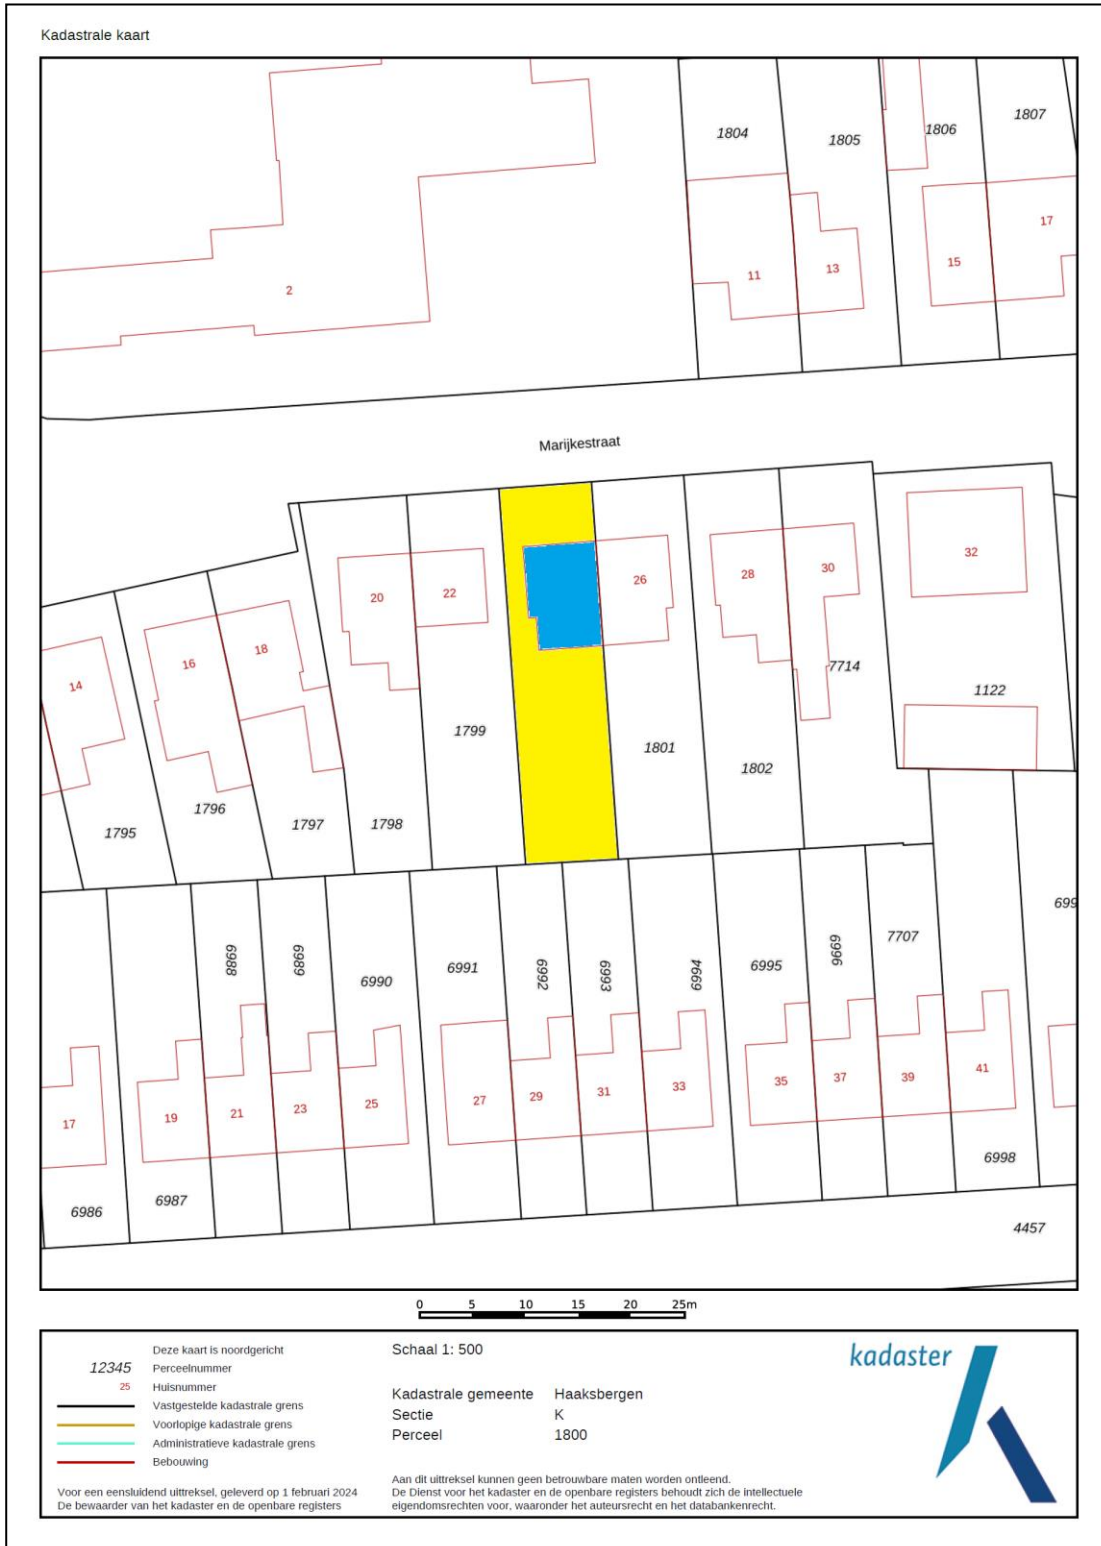 Kadastrale kaart
1804
1805
1806
1807
11
13
15
17
2
Marijkestraat
14
16
18
20
22
26
28
30
32
1795
1796
1797
1798
1799
1801
1802
7714
1122
6988
6989
6990
6991
6992
6993
6994
6995
6996
7707
699
17
19
21
23
25
27
29
31
33
35
37
39
41
6986
6987
6998
4457
0 5 10 15 20 25m
Deze kaart is noordgericht
12345 Perceelnummer
25 Huisnummer
Vastgestelde kadastrale grens
Voorlopige kadastrale grens
Administratieve kadastrale grens
Bebouwing
Voor een eensluidend uittreksel, geleverd op 1 februari 2024
De bewaarder van het kadaster en de openbare registers
Schaal 1: 500
Kadastrale gemeente Haaksbergen
Sectie K
Perceel 1800
Aan dit uittreksel kunnen geen betrouwbare maten worden ontleend.
De Dienst voor het kadaster en de openbare registers behoudt zich de intellectuele
eigendomsrechten voor, waaronder het auteursrecht en het databankenrecht.
kadaster